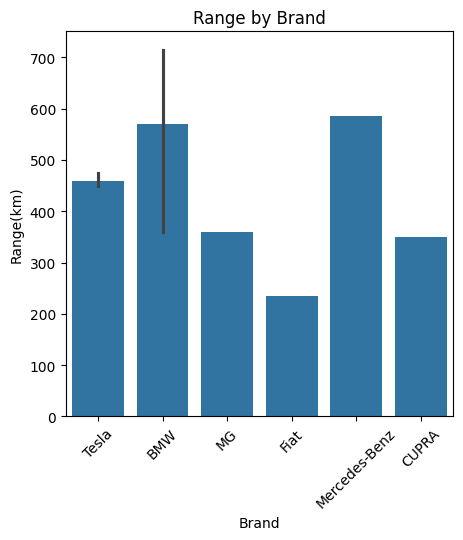 Range by Brand
700
600
500
400
300
200
100
0
Range(km)
Tesla
BMW
MG
Fiat
Mercedes-Benz
CUPRA
Brand